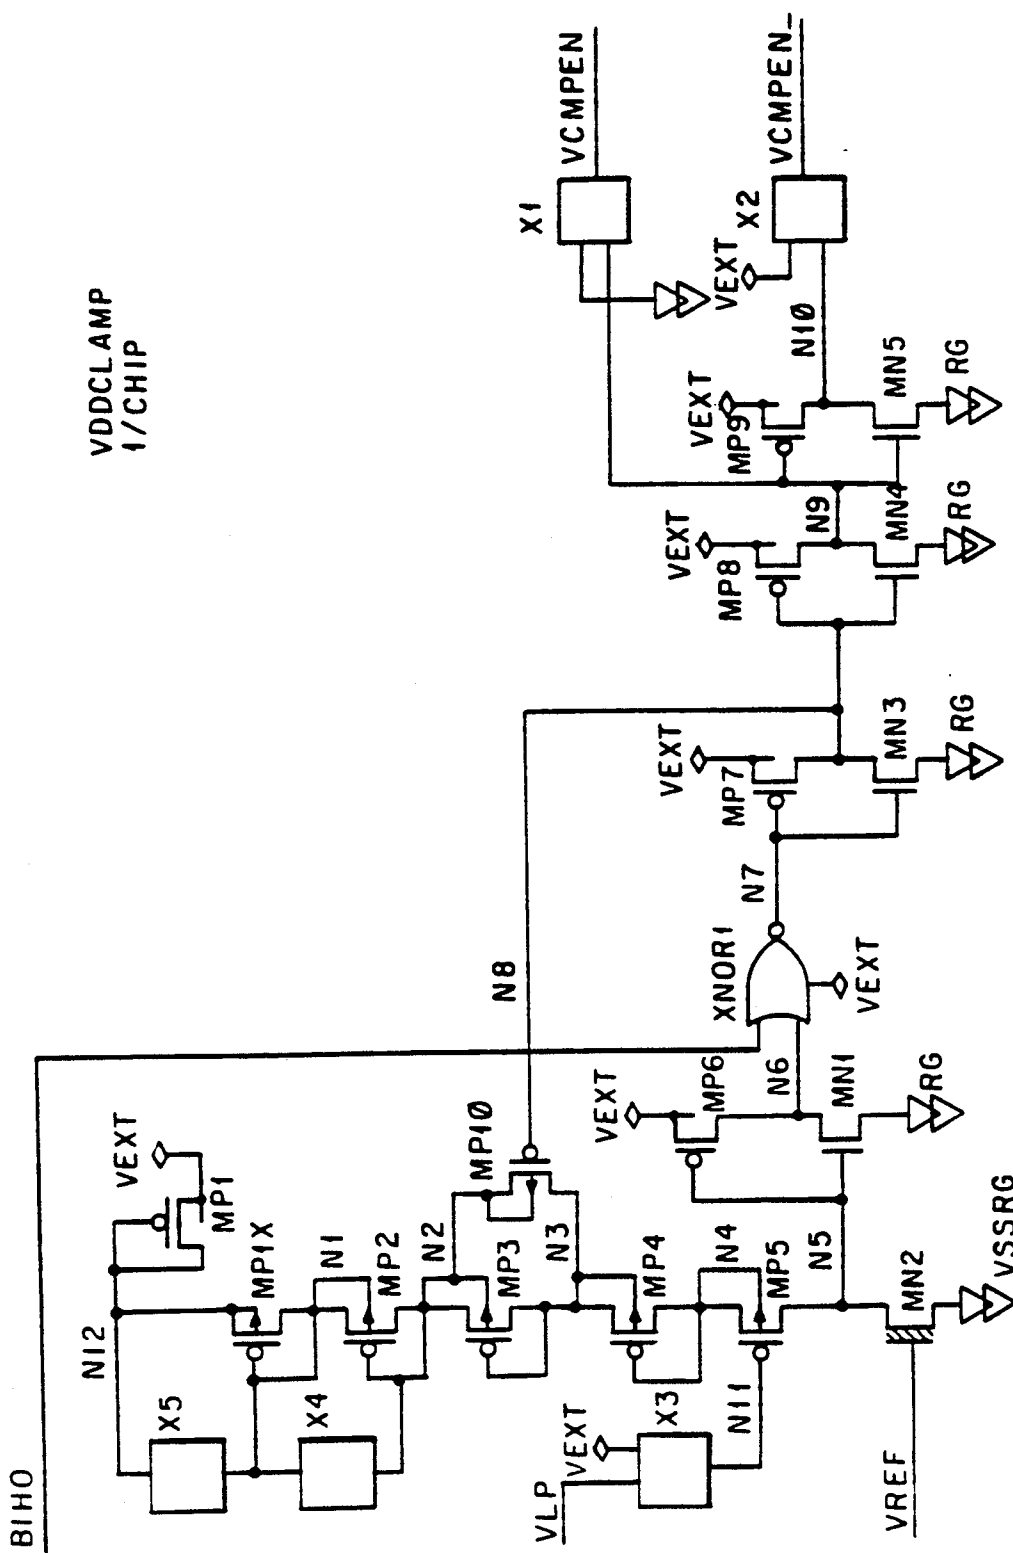 BIHO
VDDCLAMP
1/CHIP
N12
VEXT
X5
MP1
MP1X
X4
N1
MP2
N2
MP10
MP3
N8
X1
VLP
VEXT
N3
VCMPEN
VEXT
MP4
X3
VEXT
VEXT
VEXT
VEXT
N4
MP6
XNOR1
MP7
MP8
MP9
X2
N11
MP5
N6
N7
VCMPEN_
N5
N9
N10
MN1
VEXT
MN3
MN4
MN5
VREF
MN2
RG
RG
RG
RG
VSSRG